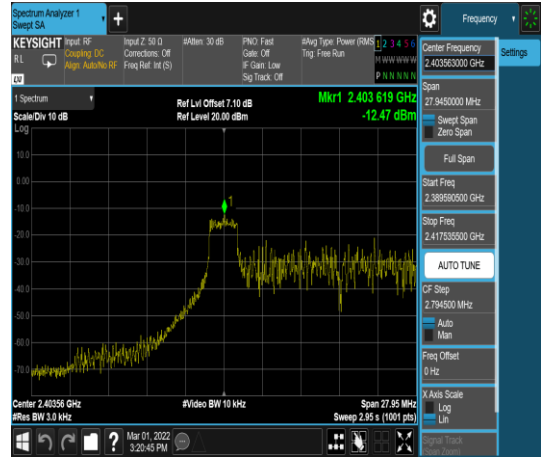 Spectrum Analyzer 1
Swept SA
Frequency
KEYSIGHT
Input: RF
Coupling: DC
Align: Auto/No RF
Input Z: 50 Ω
Corrections: Off
Freq Ref: Int (S)
#Atten: 30 dB
PNO: Fast
Gate: Off
IF Gain: Low
Sig Track: Off
#Avg Type: Power (RMS
Trig: Free Run
1 2 3 4 5 6
M W W W W W
P N N N N N
R L
LXI
1 Spectrum
Scale/Div 10 dB
Ref Lvl Offset 7.10 dB
Ref Level 20.00 dBm
Mkr1 2.403 619 GHz
-12.47 dBm
Log
10.0
0.00
-10.0
-20.0
-30.0
-40.0
-50.0
-60.0
-70.0
1
Center 2.40356 GHz
#Res BW 3.0 kHz
#Video BW 10 kHz
Span 27.95 MHz
Sweep 2.95 s (1001 pts)
Mar 01, 2022
3:20:45 PM
Settings
Center Frequency
2.403563000 GHz
Span
27.9450000 MHz
Swept Span
Zero Span
Full Span
Start Freq
2.389590500 GHz
Stop Freq
2.417535500 GHz
AUTO TUNE
CF Step
2.794500 MHz
Auto
Man
Freq Offset
0 Hz
X Axis Scale
Log
Lin
Signal Track
(Span Zoom)